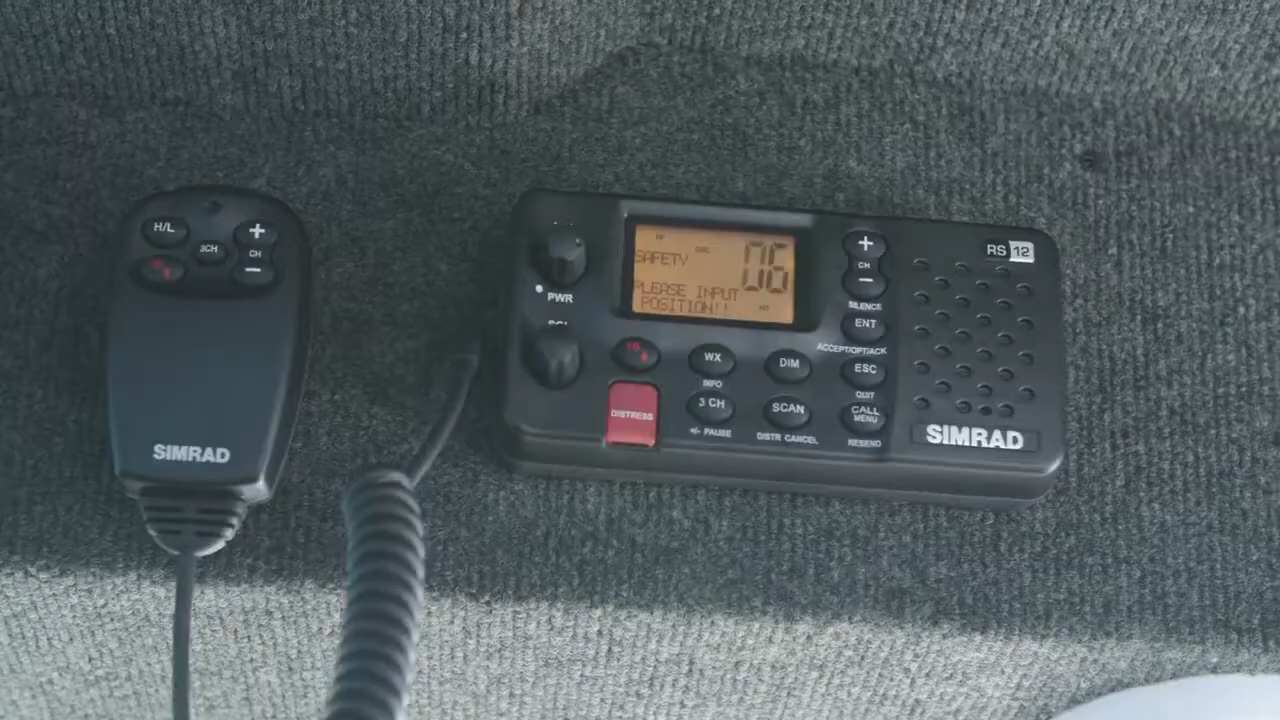 H/L
3CH
+
CH
−
SIMRAD
PWR
SAFETY
06
PLEASE INPUT
POSITION!!
+
CH
−
SILENCE
ENT
ACCEPT/OPT/ACK
ESC
QUIT
CALL
MENU
RESEND
WX
INFO
DIM
DISTRESS
3 CH
+/- PAUSE
SCAN
DISTR CANCEL
RS 12
SIMRAD